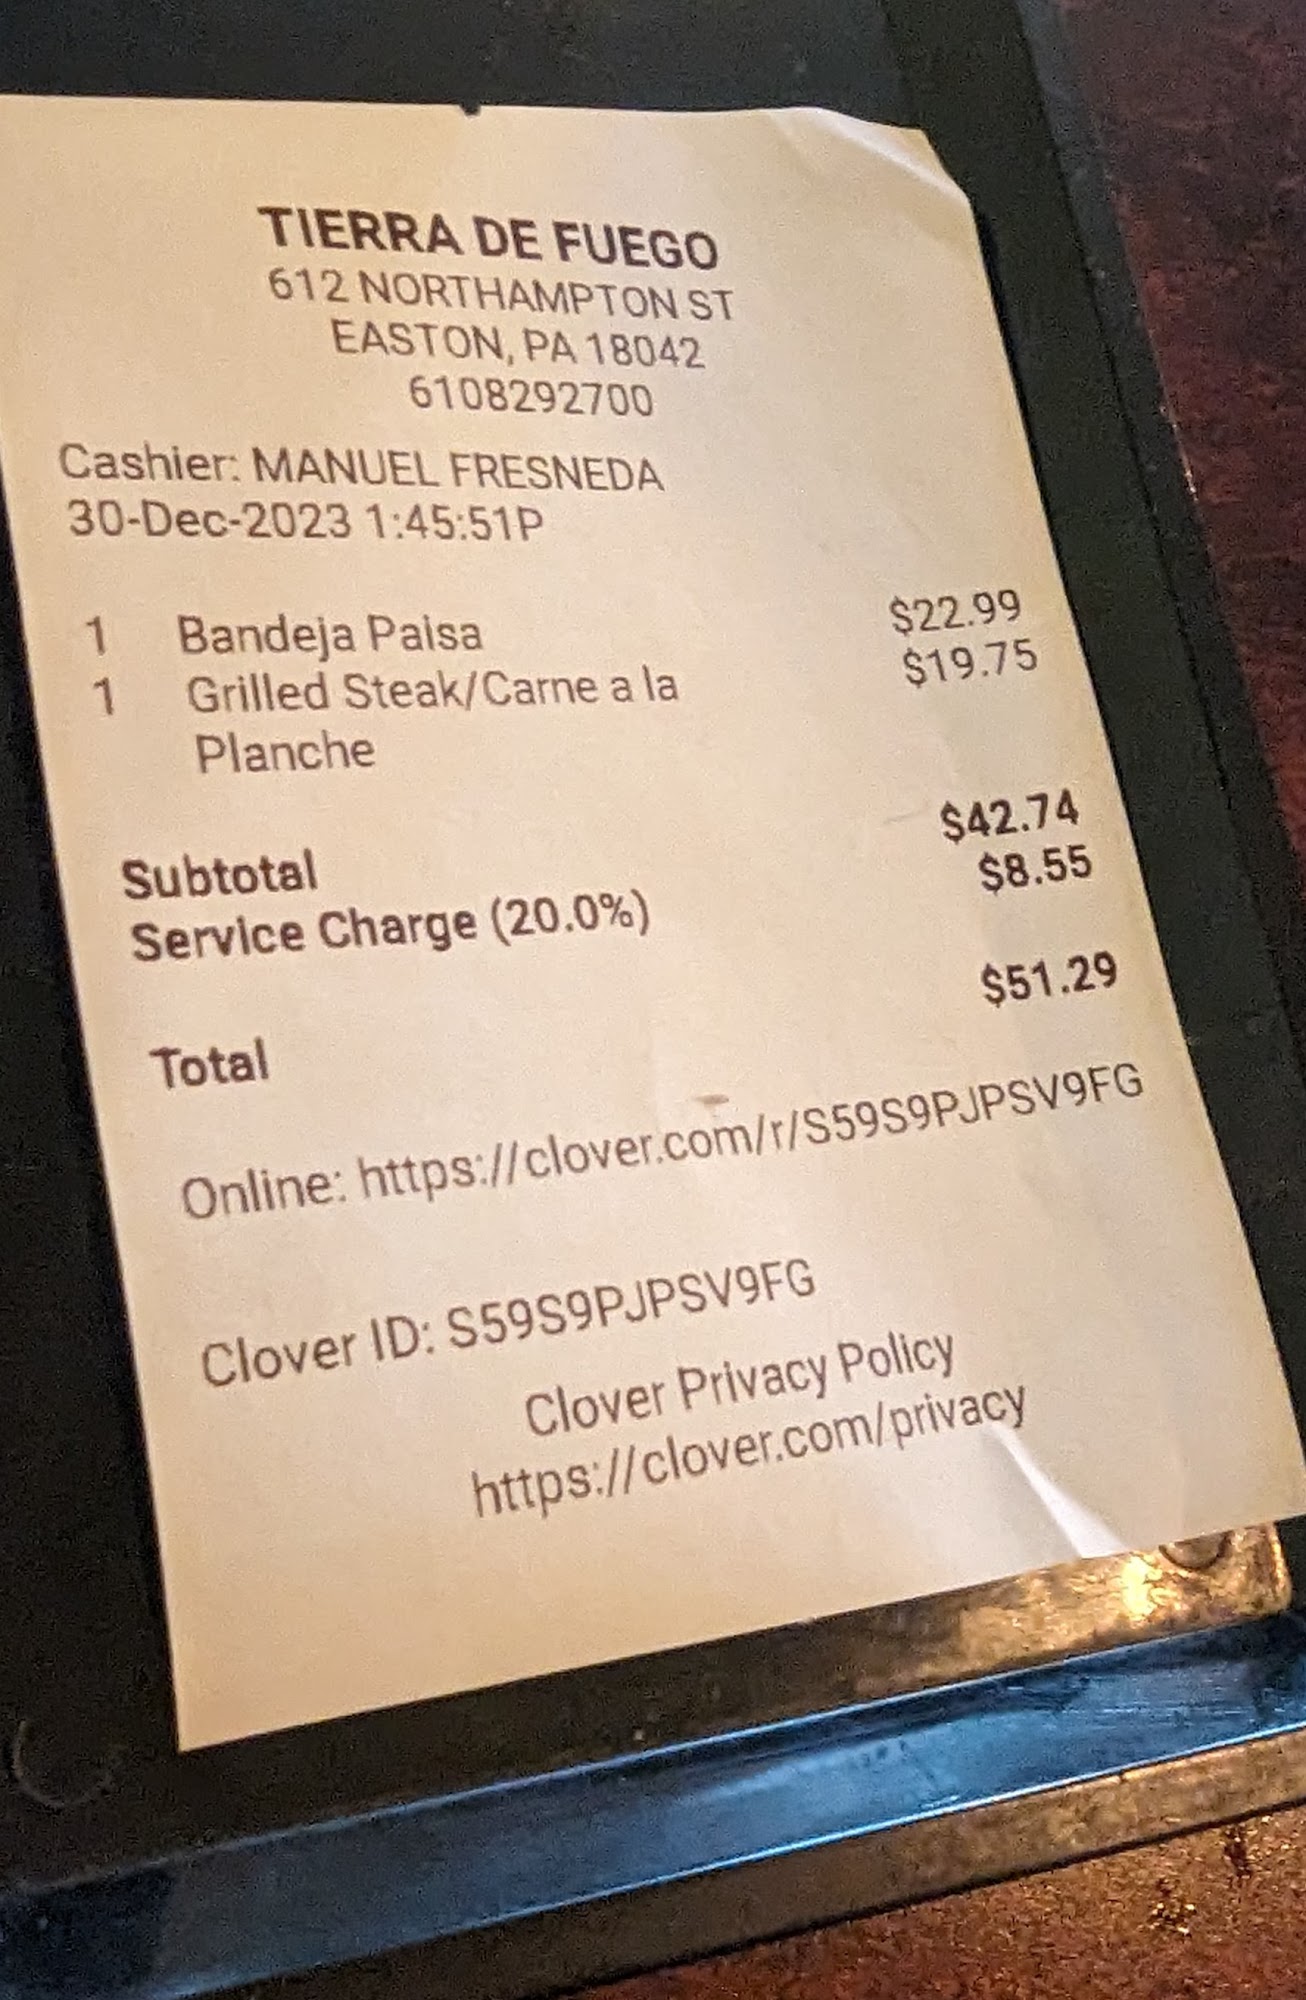 TIERRA DE FUEGO
612 NORTHAMPTON ST
EASTON, PA 18042
6108292700
Cashier: MANUEL FRESNEDA
30-Dec-2023 1:45:51P
1 Bandeja Paisa $22.99
1 Grilled Steak/Carne a la $19.75
Planche
Subtotal $42.74
Service Charge (20.0%) $8.55
Total $51.29
Online: https://clover.com/r/S59S9PJPSV9FG
Clover ID: S59S9PJPSV9FG
Clover Privacy Policy
https://clover.com/privacy